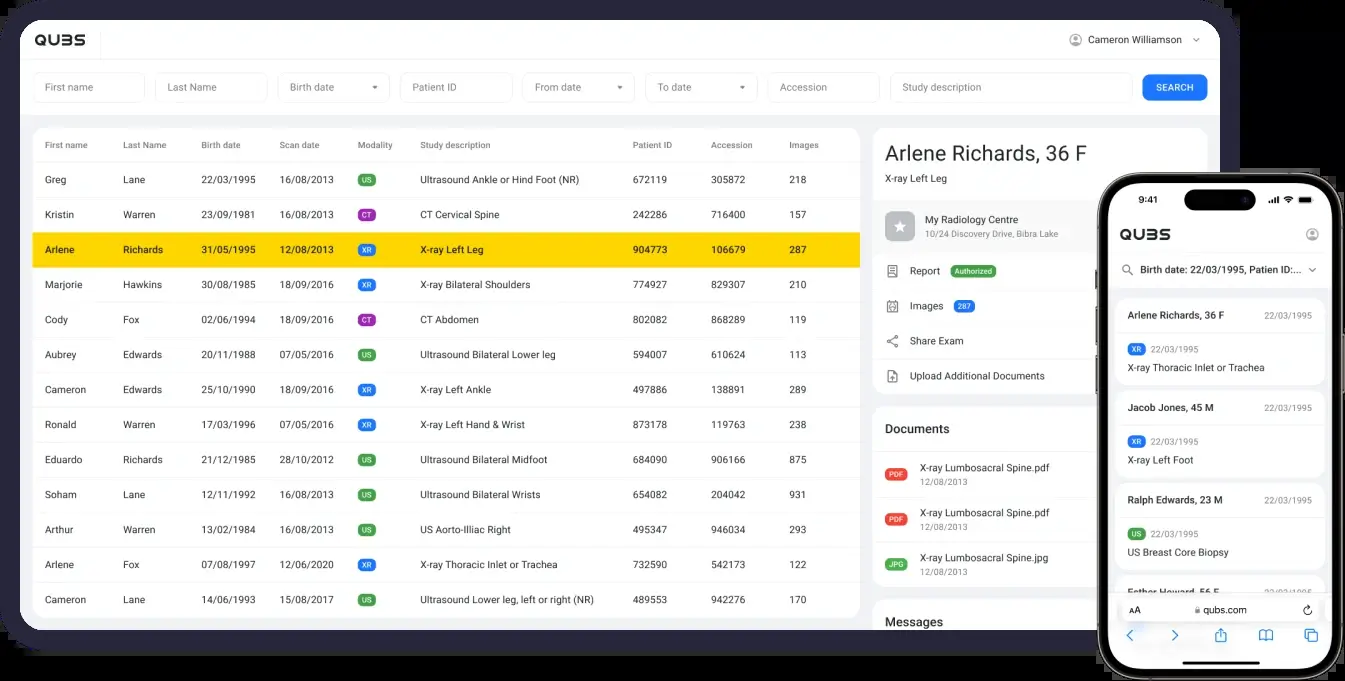 QUBS
Cameron Williamson
First name Last Name Birth date Patient ID From date To date Accession Study description SEARCH
First name Last Name Birth date Scan date Modality Study description Patient ID Accession Images
Greg Lane 22/03/1995 16/08/2013 US Ultrasound Ankle or Hind Foot (NR) 672119 305872 218
Kristin Warren 23/09/1981 16/08/2013 CT CT Cervical Spine 242286 716400 157
Arlene Richards 31/05/1995 12/08/2013 XR X-ray Left Leg 904773 106679 287
Marjorie Hawkins 30/08/1985 18/09/2016 XR X-ray Bilateral Shoulders 774927 829307 210
Cody Fox 02/06/1994 18/09/2016 CT CT Abdomen 802082 868289 119
Aubrey Edwards 20/11/1988 07/05/2016 US Ultrasound Bilateral Lower leg 594007 610624 113
Cameron Edwards 25/10/1990 18/09/2016 XR X-ray Left Ankle 497886 138891 289
Ronald Warren 17/03/1996 07/05/2016 XR X-ray Left Hand & Wrist 873178 119763 238
Eduardo Richards 21/12/1985 28/10/2012 US Ultrasound Bilateral Midfoot 684090 906166 875
Soham Lane 12/11/1992 16/08/2013 US Ultrasound Bilateral Wrists 654082 204042 931
Arthur Warren 13/02/1984 16/08/2013 US US Aorto-Illiac Right 495347 946034 293
Arlene Fox 07/08/1997 12/06/2020 XR X-ray Thoracic Inlet or Trachea 732590 542173 122
Cameron Lane 14/06/1993 15/08/2017 US Ultrasound Lower leg, left or right (NR) 489553 942276 170
Arlene Richards, 36 F
X-ray Left Leg
My Radiology Centre
10/24 Discovery Drive, Bibra Lake
Report Authorized
Images 287
Share Exam
Upload Additional Documents
Documents
PDF X-ray Lumbosacral Spine.pdf
12/08/2013
PDF X-ray Lumbosacral Spine.pdf
12/08/2013
JPG X-ray Lumbosacral Spine.jpg
12/08/2013
Messages
9:41
QUBS
Birth date: 22/03/1995, Patien ID:...
Arlene Richards, 36 F 22/03/1995
XR 22/03/1995
X-ray Thoracic Inlet or Trachea
Jacob Jones, 45 M 22/03/1995
XR 22/03/1995
X-ray Left Foot
Ralph Edwards, 23 M 22/03/1995
US 22/03/1995
US Breast Core Biopsy
Esther Howard, 56 F 22/03/1995
AA qubs.com